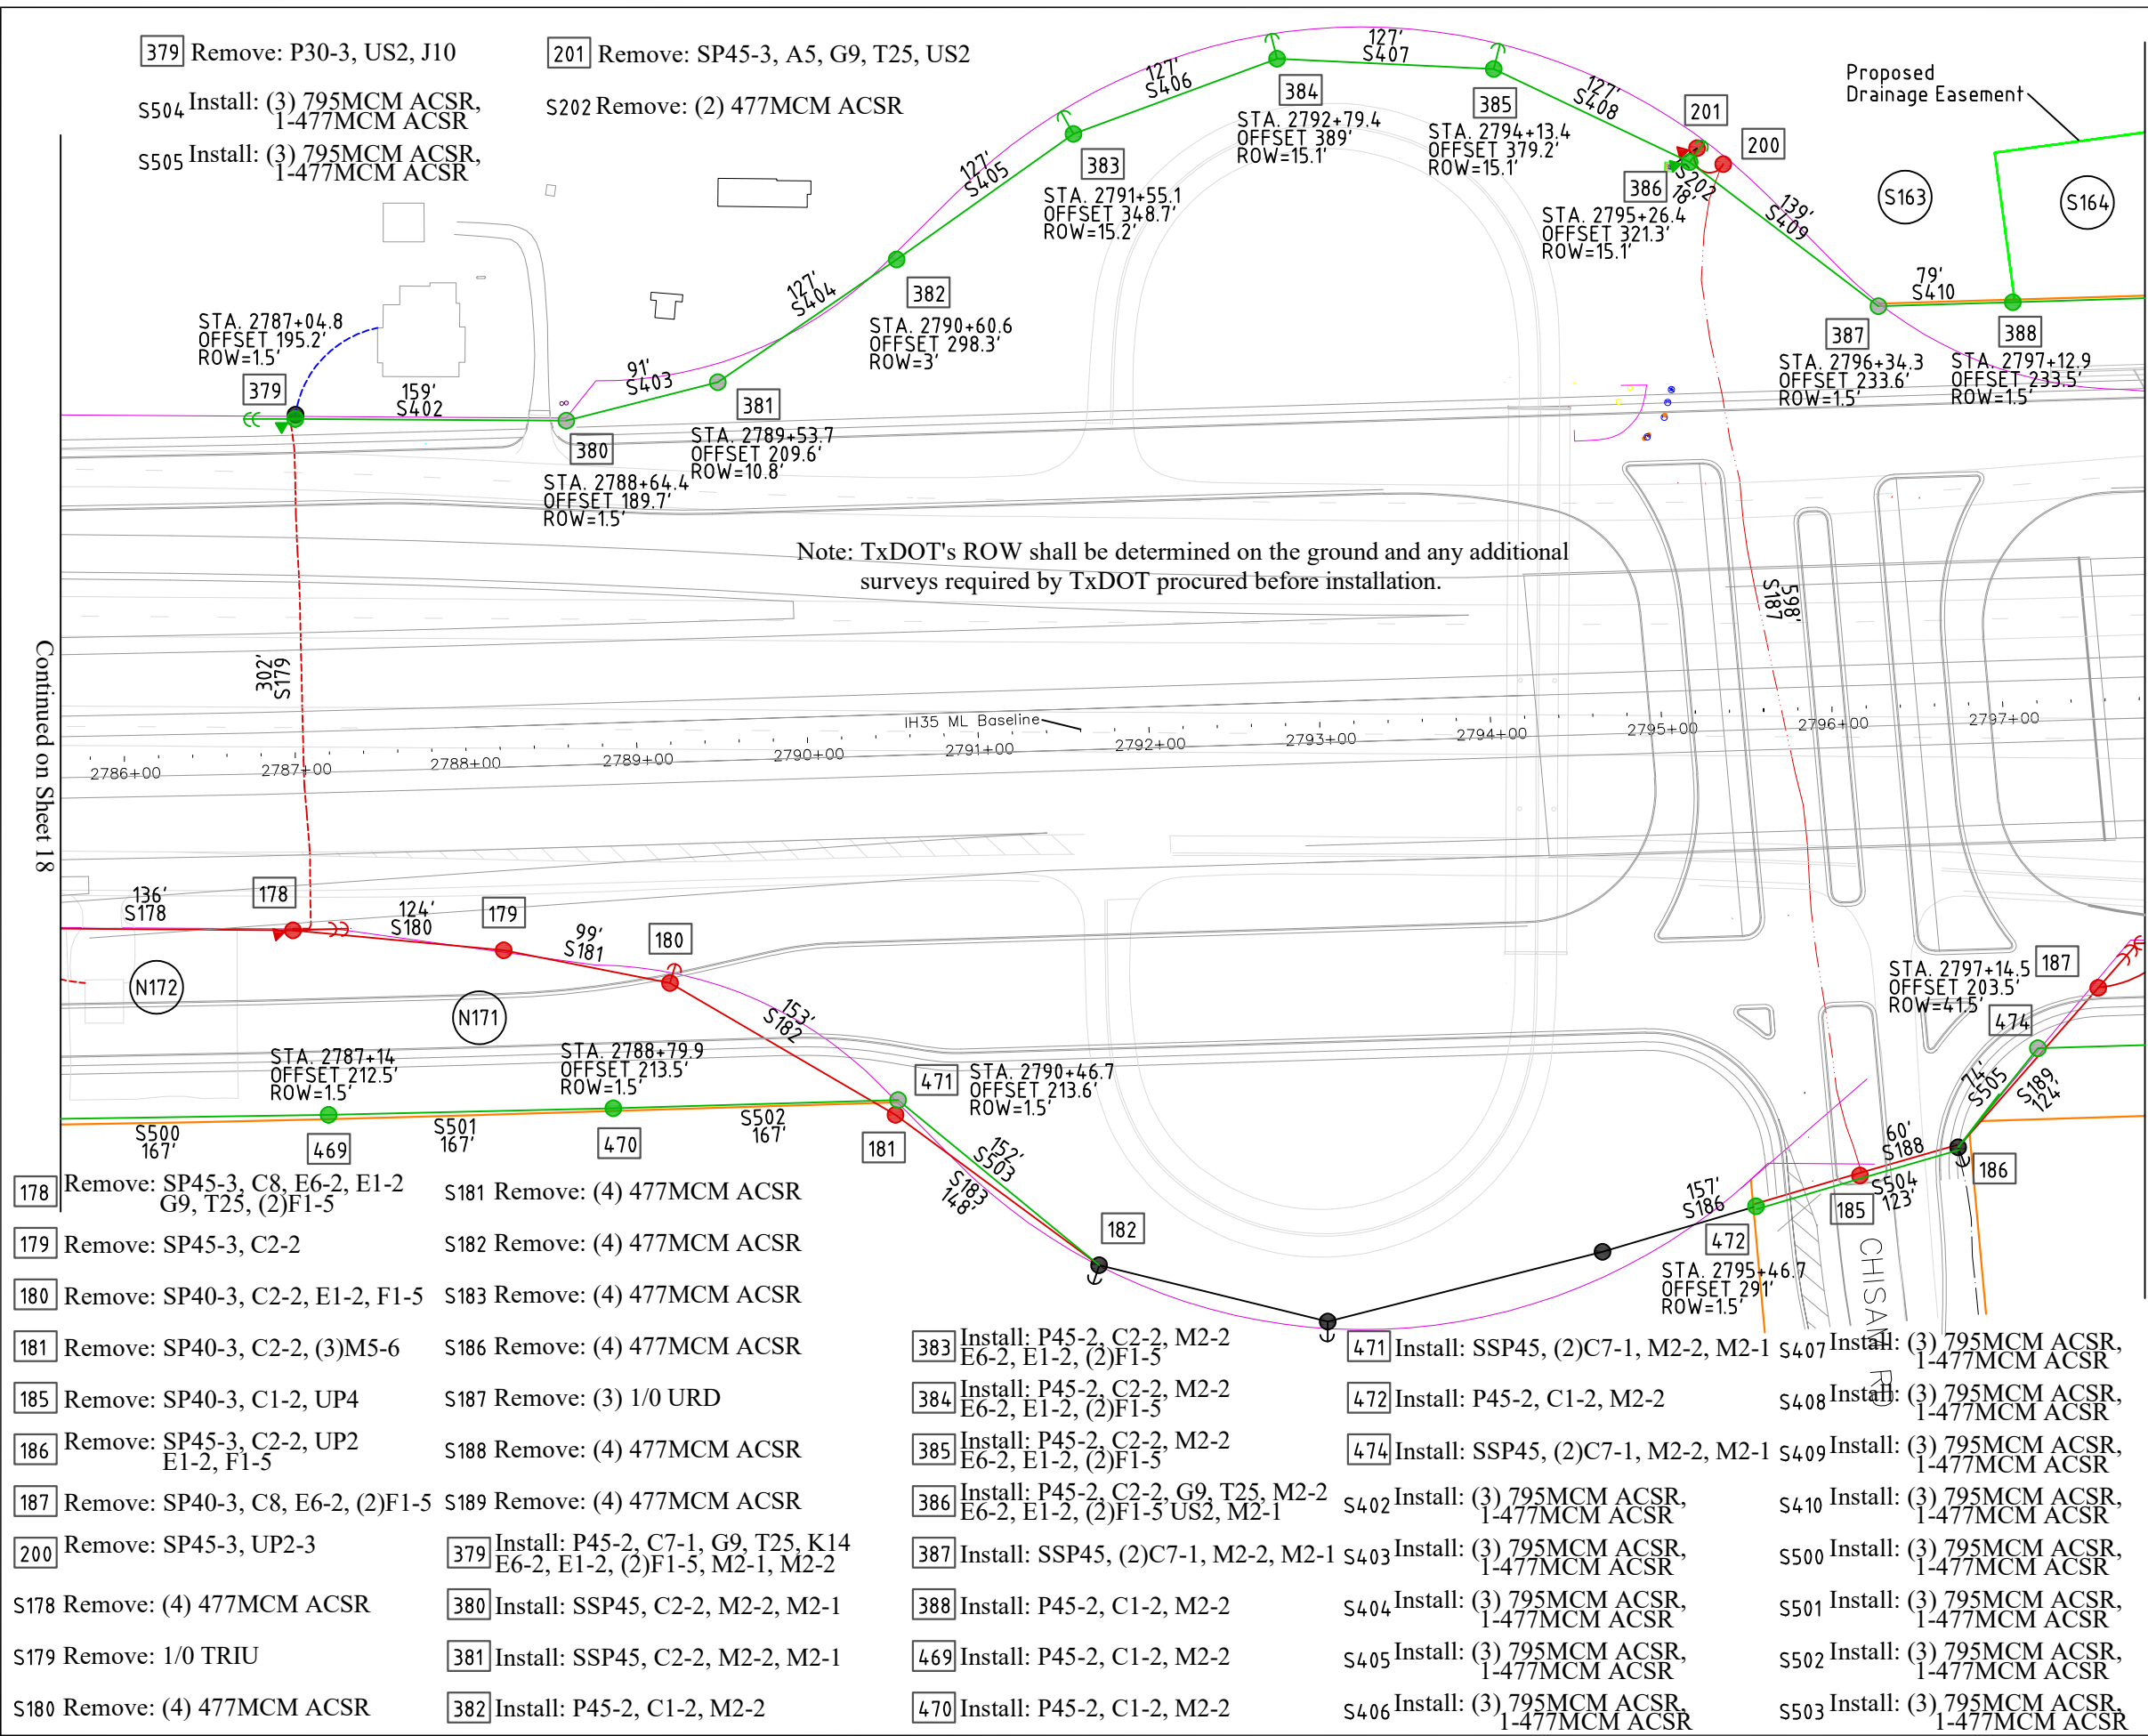 379 Remove: P30-3, US2, J10
201 Remove: SP45-3, A5, G9, T25, US2
S504 Install: (3) 795MCM ACSR,
1-477MCM ACSR
S202 Remove: (2) 477MCM ACSR
S505 Install: (3) 795MCM ACSR,
1-477MCM ACSR
127'
S407
127'
S406
127'
S408
384
STA. 2792+79.4
OFFSET 389'
ROW=15.1'
385
STA. 2794+13.4
OFFSET 379.2'
ROW=15.1'
201
200
Proposed
Drainage Easement
127'
S405
383
STA. 2791+55.1
OFFSET 348.7'
ROW=15.2'
386
STA. 2795+26.4
OFFSET 321.3'
ROW=15.1'
S202
18'
139'
S409
S163
S164
127'
S404
382
STA. 2790+60.6
OFFSET 298.3'
ROW=3'
79'
S410
387
STA. 2796+34.3
OFFSET 233.6'
ROW=1.5'
388
STA. 2797+12.9
OFFSET 233.5'
ROW=1.5'
STA. 2787+04.8
OFFSET 195.2'
ROW=1.5'
379
159'
S402
91'
S403
381
STA. 2789+53.7
OFFSET 209.6'
ROW=10.8'
380
STA. 2788+64.4
OFFSET 189.7'
ROW=1.5'
Note: TxDOT's ROW shall be determined on the ground and any additional
surveys required by TxDOT procured before installation.
598'
S187
302'
S179
Continued on Sheet 18
IH35 ML Baseline
2786+00
2787+00
2788+00
2789+00
2790+00
2791+00
2792+00
2793+00
2794+00
2795+00
2796+00
2797+00
136'
S178
178
124'
S180
179
99'
S181
180
N172
N171
153'
S182
STA. 2787+14
OFFSET 212.5'
ROW=1.5'
STA. 2788+79.9
OFFSET 213.5'
ROW=1.5'
471
STA. 2790+46.7
OFFSET 213.6'
ROW=1.5'
STA. 2797+14.5
OFFSET 203.5'
ROW=41.5'
187
474
74'
S505
S189
124'
S500
167'
469
S501
167'
470
S502
167'
181
152'
S503
S183
148'
182
157'
S186
472
STA. 2795+46.7
OFFSET 291'
ROW=1.5'
60'
S188
S504
123'
185
186
CHISAM RD
178 Remove: SP45-3, C8, E6-2, E1-2
G9, T25, (2)F1-5
179 Remove: SP45-3, C2-2
180 Remove: SP40-3, C2-2, E1-2, F1-5
181 Remove: SP40-3, C2-2, (3)M5-6
185 Remove: SP40-3, C1-2, UP4
186 Remove: SP45-3, C2-2, UP2
E1-2, F1-5
187 Remove: SP40-3, C8, E6-2, (2)F1-5
200 Remove: SP45-3, UP2-3
S178 Remove: (4) 477MCM ACSR
S179 Remove: 1/0 TRIU
S180 Remove: (4) 477MCM ACSR
S181 Remove: (4) 477MCM ACSR
S182 Remove: (4) 477MCM ACSR
S183 Remove: (4) 477MCM ACSR
S186 Remove: (4) 477MCM ACSR
S187 Remove: (3) 1/0 URD
S188 Remove: (4) 477MCM ACSR
S189 Remove: (4) 477MCM ACSR
379 Install: P45-2, C7-1, G9, T25, K14
E6-2, E1-2, (2)F1-5, M2-1, M2-2
380 Install: SSP45, C2-2, M2-2, M2-1
381 Install: SSP45, C2-2, M2-2, M2-1
382 Install: P45-2, C1-2, M2-2
383 Install: P45-2, C2-2, M2-2
E6-2, E1-2, (2)F1-5
384 Install: P45-2, C2-2, M2-2
E6-2, E1-2, (2)F1-5
385 Install: P45-2, C2-2, M2-2
E6-2, E1-2, (2)F1-5
386 Install: P45-2, C2-2, G9, T25, M2-2
E6-2, E1-2, (2)F1-5 US2, M2-1
387 Install: SSP45, (2)C7-1, M2-2, M2-1
388 Install: P45-2, C1-2, M2-2
469 Install: P45-2, C1-2, M2-2
470 Install: P45-2, C1-2, M2-2
471 Install: SSP45, (2)C7-1, M2-2, M2-1
472 Install: P45-2, C1-2, M2-2
474 Install: SSP45, (2)C7-1, M2-2, M2-1
S402 Install: (3) 795MCM ACSR,
1-477MCM ACSR
S403 Install: (3) 795MCM ACSR,
1-477MCM ACSR
S404 Install: (3) 795MCM ACSR,
1-477MCM ACSR
S405 Install: (3) 795MCM ACSR,
1-477MCM ACSR
S406 Install: (3) 795MCM ACSR,
1-477MCM ACSR
S407 Install: (3) 795MCM ACSR,
1-477MCM ACSR
S408 Install: (3) 795MCM ACSR,
1-477MCM ACSR
S409 Install: (3) 795MCM ACSR,
1-477MCM ACSR
S410 Install: (3) 795MCM ACSR,
1-477MCM ACSR
S500 Install: (3) 795MCM ACSR,
1-477MCM ACSR
S501 Install: (3) 795MCM ACSR,
1-477MCM ACSR
S502 Install: (3) 795MCM ACSR,
1-477MCM ACSR
S503 Install: (3) 795MCM ACSR,
1-477MCM ACSR